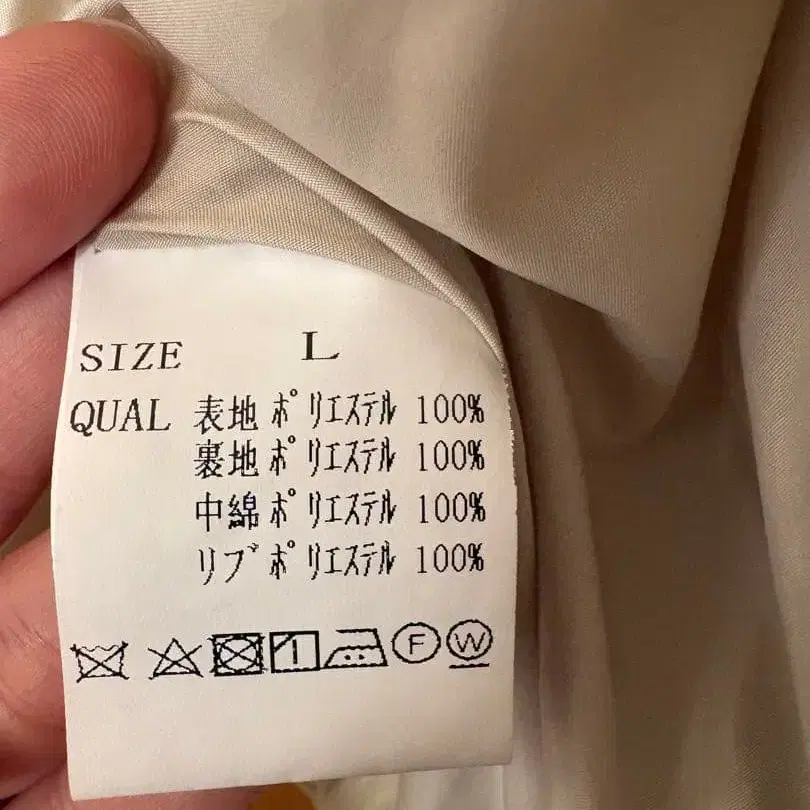 SIZE L
QUAL 表地 ポリエステル 100%
裏地 ポリエステル 100%
中綿 ポリエステル 100%
リブ ポリエステル 100%
F W